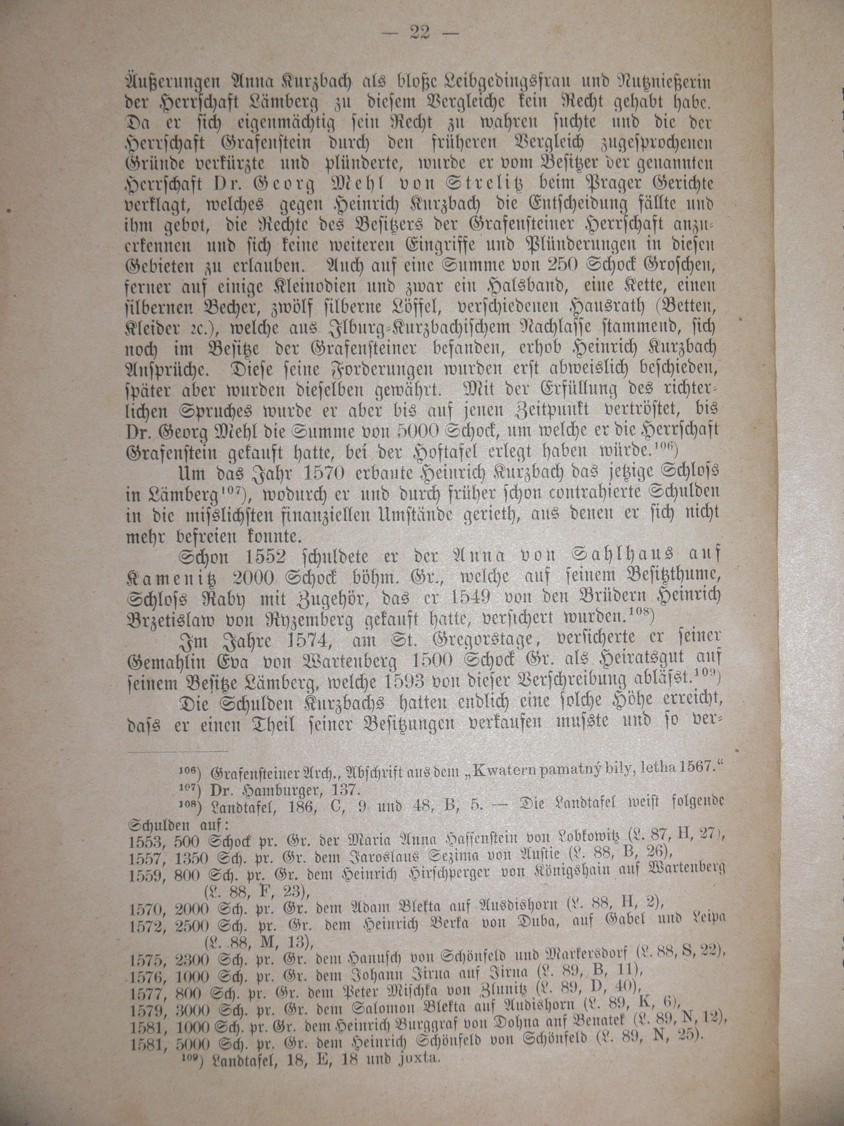 — 22 —
Äußerungen Anna Kurzbach als bloße Leibgedingsfrau und Nutznießerin
der Herrschaft Lämberg zu diesem Vergleiche kein Recht gehabt habe.
Da er sich eigenmächtig sein Recht zu wahren suchte und die der
Herrschaft Grafenstein durch den früheren Vergleich zugesprochenen
Gründe verkürzte und plünderte, wurde er vom Besitzer der genannten
Herrschaft Dr. Georg Mehl von Strelitz beim Prager Gerichte
verklagt, welches gegen Heinrich Kurzbach die Entscheidung fällte und
ihm gebot, die Rechte des Besitzers der Grafensteiner Herrschaft anzu-
erkennen und sich keine weiteren Eingriffe und Plünderungen in diesen
Gebieten zu erlauben. Auch auf eine Summe von 250 Schock Groschen,
ferner auf einige Kleinodien und zwar ein Halsband, eine Kette, einen
silbernen Becher, zwölf silberne Löffel, verschiedenen Hausrath (Betten,
Kleider ꝛc.), welche aus Ilburg-Kurzbachischem Nachlasse stammend, sich
noch im Besitze der Grafensteiner befanden, erhob Heinrich Kurzbach
Ansprüche. Diese seine Forderungen wurden erst abweislich beschieden,
später aber wurden dieselben gewährt. Mit der Erfüllung des richter-
lichen Spruches wurde er aber bis auf jenen Zeitpunkt vertröstet, bis
Dr. Georg Mehl die Summe von 5000 Schock, um welche er die Herrschaft
Grafenstein gekauft hatte, bei der Hoftafel erlegt haben würde.¹⁰⁶)
Um das Jahr 1570 erbaute Heinrich Kurzbach das jetzige Schloss
in Lämberg¹⁰⁷), wodurch er und durch früher schon contrahierte Schulden
in die misslichsten finanziellen Umstände gerieth, aus denen er sich nicht
mehr befreien konnte.
Schon 1552 schuldete er der Anna von Sahlhaus auf
Kamenitz 2000 Schock böhm. Gr., welche auf seinem Besitzthume,
Schloss Raby mit Zugehör, das er 1549 von den Brüdern Heinrich
Brzetislaw von Ryzemberg gekauft hatte, versichert wurden.¹⁰⁸)
Im Jahre 1574, am St. Gregorstage, versicherte er seiner
Gemahlin Eva von Wartenberg 1500 Schock Gr. als Heiratsgut auf
seinem Besitze Lämberg, welche 1593 von dieser Verschreibung abläßt.¹⁰⁹)
Die Schulden Kurzbachs hatten endlich eine solche Höhe erreicht,
dass er einen Theil seiner Besitzungen verkaufen musste und so ver-
¹⁰⁶) Grafensteiner Arch., Abschrift aus dem „Kwatern pamatný bily, letha 1567.“
¹⁰⁷) Dr. Hamburger, 137.
¹⁰⁸) Landtafel, 186, C, 9 und 48, B, 5. — Die Landtafel weist folgende
Schulden auf:
1553, 500 Schock pr. Gr. der Maria Anna Hassenstein von Lobkowitz (L. 87, H, 27),
1557, 1350 Sch. pr. Gr. dem Jaroslaus Sezima von Austie (L. 88, B, 26),
1559, 800 Sch. pr. Gr. dem Heinrich Hirschperger von Königshain auf Wartenberg
(L. 88, F, 23),
1570, 2000 Sch. pr. Gr. dem Adam Blekta auf Ausdishorn (L. 88, H, 2),
1572, 2500 Sch. pr. Gr. dem Heinrich Berka von Duba, auf Gabel und Leipa
(L. 88, M, 13),
1575, 2300 Sch. pr. Gr. dem Hanusch von Schönfeld und Markersdorf (L. 88, S, 22),
1576, 1000 Sch. pr. Gr. dem Johann Jirna auf Jirna (L. 89, B, 11),
1577, 800 Sch. pr. Gr. dem Peter Mischka von Zlunitz (L. 89, D, 40),
1579, 3000 Sch. pr. Gr. dem Salomon Blekta auf Audishorn (L. 89, K, 6),
1581, 1000 Sch. pr. Gr. dem Heinrich Burggraf von Dohna auf Benatek (L. 89, N, 12),
1581, 5000 Sch. pr. Gr. dem Heinrich Schönfeld von Schönfeld (L. 89, N, 25).
¹⁰⁹) Landtafel, 18, E, 18 und juxta.